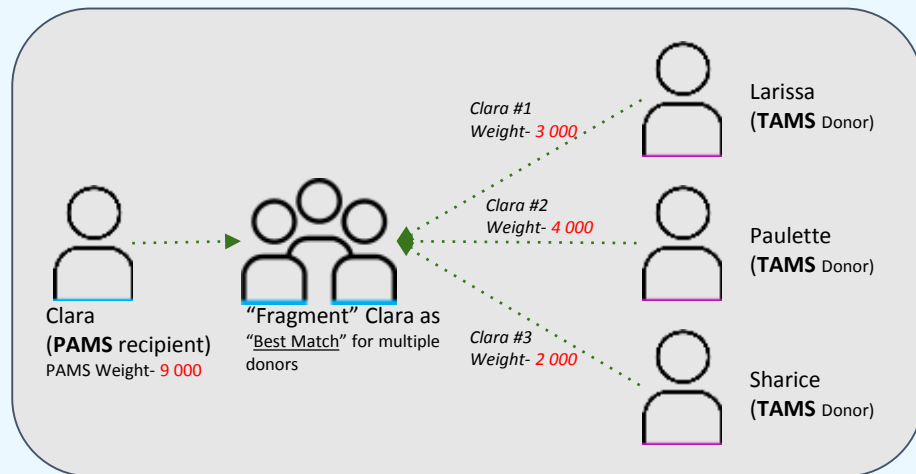 Clara
(PAMS recipient)
PAMS Weight- 9 000
“Fragment” Clara as
“Best Match” for multiple
donors
Clara #1
Weight- 3 000
Clara #2
Weight- 4 000
Clara #3
Weight- 2 000
Larissa
(TAMS Donor)
Paulette
(TAMS Donor)
Sharice
(TAMS Donor)